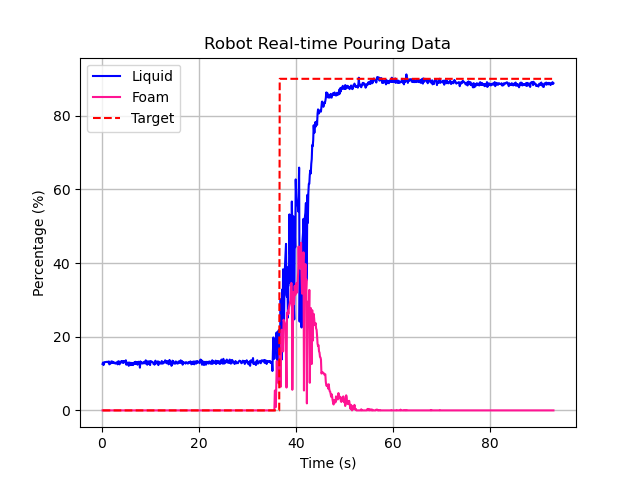 Robot Real-time Pouring Data
Liquid
Foam
Target
Percentage (%)
80
60
40
20
0
0 20 40 60 80
Time (s)